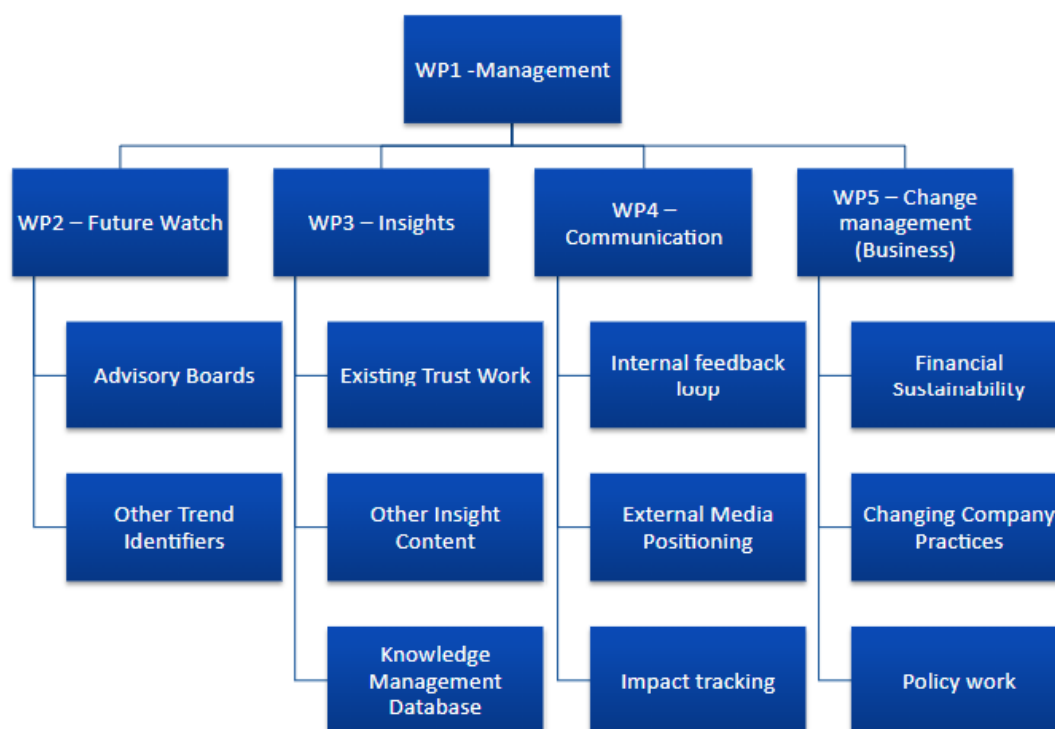 WP1 -Management
WP2 – Future Watch
WP3 – Insights
WP4 –
Communication
WP5 – Change
management
(Business)
Advisory Boards
Existing Trust Work
Internal feedback
loop
Financial
Sustainability
Other Trend
Identifiers
Other Insight
Content
External Media
Positioning
Changing Company
Practices
Knowledge
Management
Database
Impact tracking
Policy work